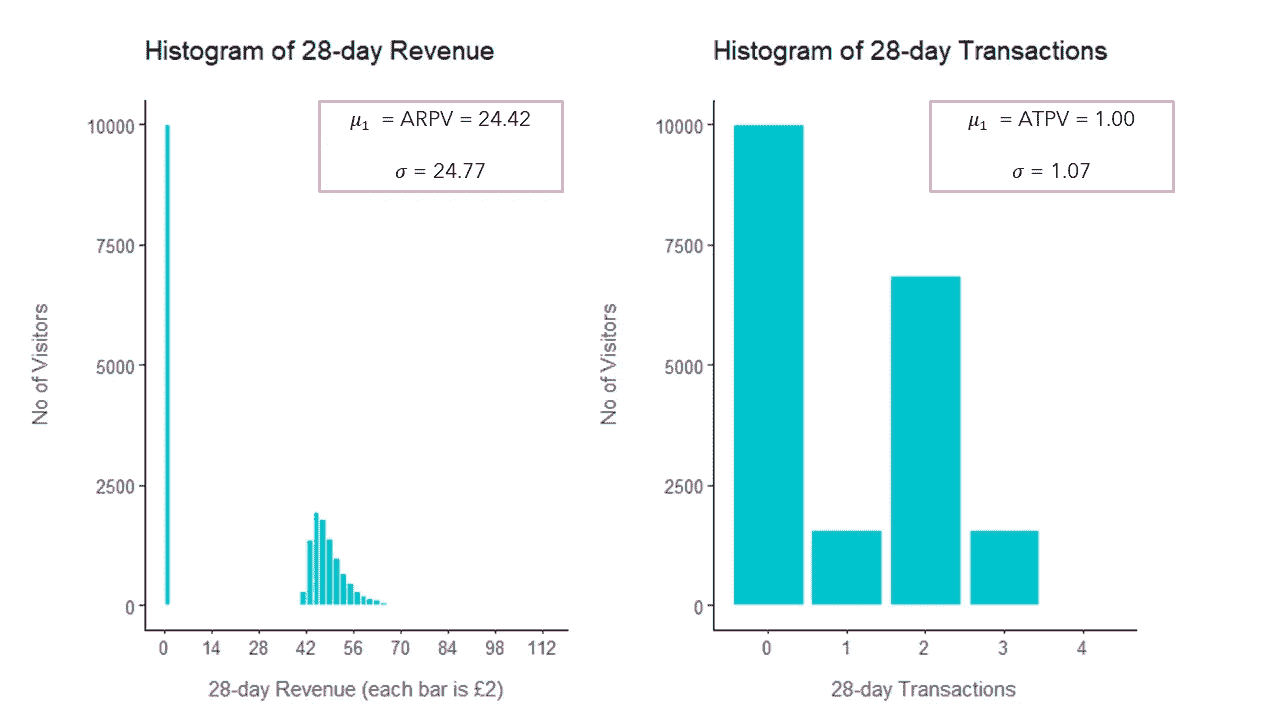 Histogram of 28-day Revenue
μ₁ = ARPV = 24.42
σ = 24.77
10000
7500
5000
2500
0
No of Visitors
0 14 28 42 56 70 84 98 112
28-day Revenue (each bar is £2)
Histogram of 28-day Transactions
μ₁ = ATPV = 1.00
σ = 1.07
10000
7500
5000
2500
0
No of Visitors
0 1 2 3 4
28-day Transactions